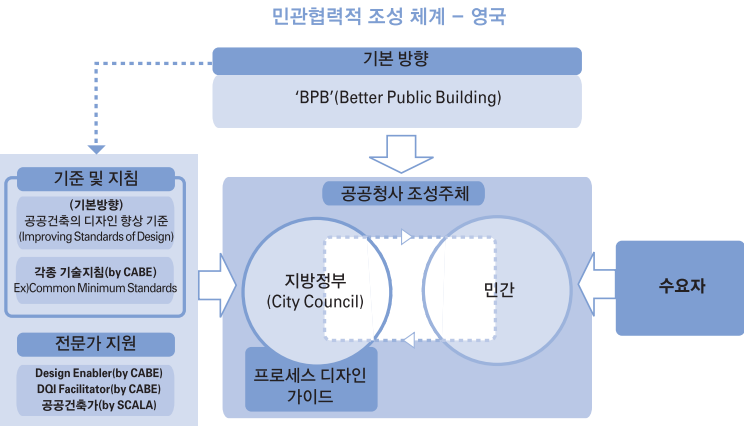 민관협력적 조성 체계 – 영국
기본 방향
‘BPB’(Better Public Building)
기준 및 지침
(기본방향)
공공건축의 디자인 향상 기준
(Improving Standards of Design)
각종 기술지침(by CABE)
Ex)Common Minimum Standards
전문가 지원
Design Enabler(by CABE)
DQI Facilitator(by CABE)
공공건축가(by SCALA)
공공청사 조성주체
지방정부
(City Council)
민간
프로세스 디자인
가이드
수요자